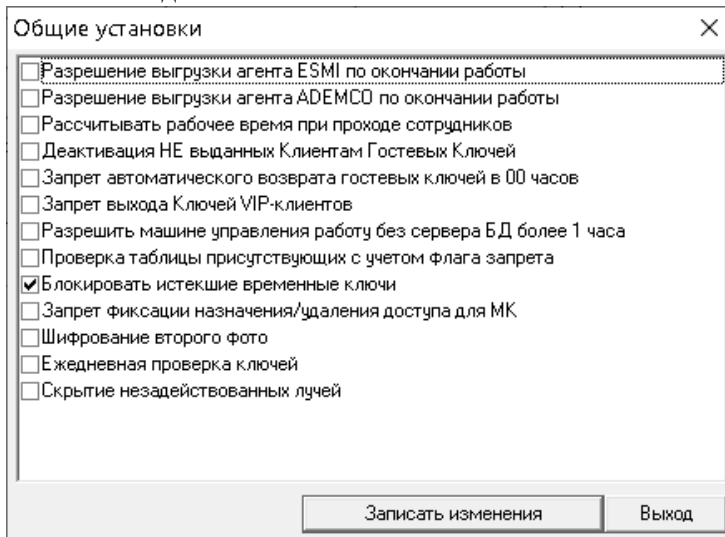 Общие установки
Разрешение выгрузки агента ESMI по окончании работы
Разрешение выгрузки агента ADEMCO по окончании работы
Рассчитывать рабочее время при проходе сотрудников
Деактивация НЕ выданных Клиентам Гостевых Ключей
Запрет автоматического возврата гостевых ключей в 00 часов
Запрет выхода Ключей VIP-клиентов
Разрешить машине управления работу без сервера БД более 1 часа
Проверка таблицы присутствующих с учетом флага запрета
Блокировать истекшие временные ключи
Запрет фиксации назначения/удаления доступа для МК
Шифрование второго фото
Ежедневная проверка ключей
Скрытие незадействованных лучей
Записать изменения
Выход